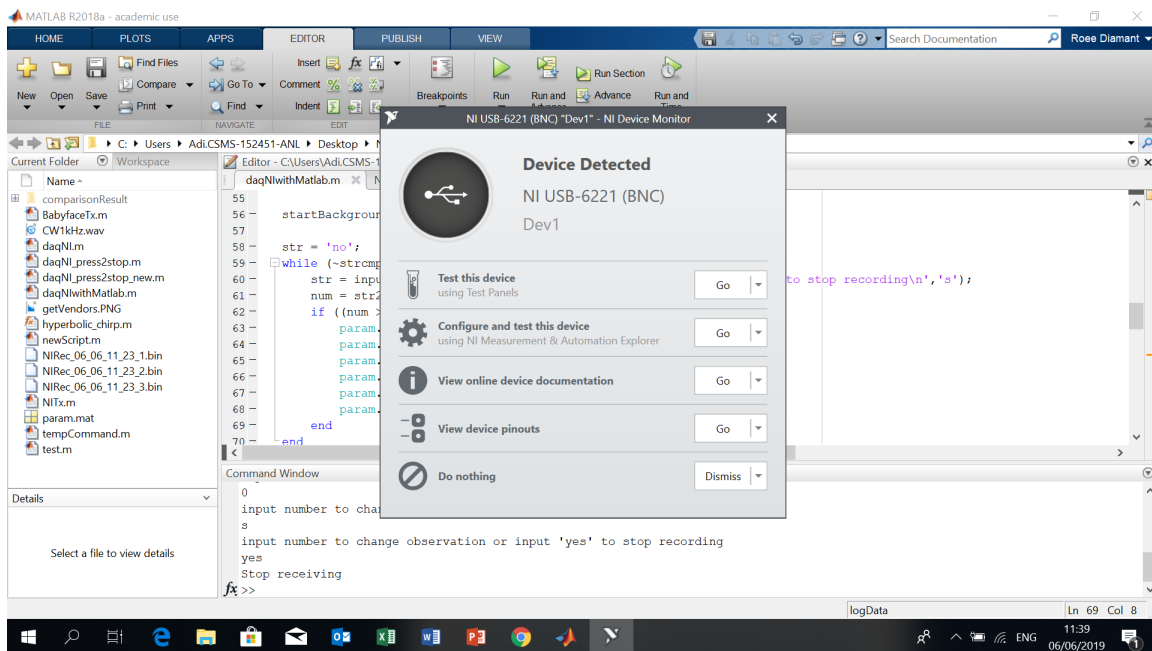 MATLAB R2018a - academic use
HOME PLOTS APPS EDITOR PUBLISH VIEW
Search Documentation
Roee Diamant
New Open Save
Find Files
Compare
Print
FILE
Go To
Find
NAVIGATE
Insert
Comment
Indent
EDIT
Breakpoints
Run
Run and
Run Section
Advance
Run and
C: Users Adi.CSMS-152451-ANL Desktop
Current Folder Workspace
Name
comparisonResult
BabyfaceTx.m
CW1kHz.wav
daqNI.m
daqNI_press2stop.m
daqNI_press2stop_new.m
daqNIwithMatlab.m
getVendors.PNG
hyperbolic_chirp.m
newScript.m
NIRec_06_06_11_23_1.bin
NIRec_06_06_11_23_2.bin
NIRec_06_06_11_23_3.bin
NITx.m
param.mat
tempCommand.m
test.m
Details
Select a file to view details
Editor - C:\Users\Adi.CSMS-1
daqNIwithMatlab.m
55
56 startBackgrour
57
58 str = 'no';
59 while (~strcmp
60 str = inpu to stop recording\n','s');
61 num = str2
62 if ((num >
63 param.
64 param.
65 param.
66 param.
67 param.
68 param.
69 end
70 end
NI USB-6221 (BNC) "Dev1" - NI Device Monitor
Device Detected
NI USB-6221 (BNC)
Dev1
Test this device
using Test Panels
Go
Configure and test this device
using NI Measurement & Automation Explorer
Go
View online device documentation
Go
View device pinouts
Go
Do nothing
Dismiss
Command Window
0
input number to cha
s
input number to change observation or input 'yes' to stop recording
yes
Stop receiving
fx >>
logData
Ln 69 Col 8
ENG
11:39
06/06/2019
1